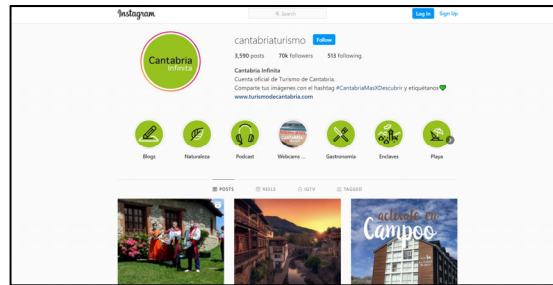 Instagram
Search
Log In Sign Up
Cantabria
Infinita
cantabriaturismo Follow
3,590 posts 70k followers 513 following
Cantabria Infinita
Cuenta oficial de Turismo de Cantabria.
Comparte tus imágenes con el hashtag #CantabriaMasXDescubrir y etiquétanos
www.turismodecantabria.com
Blogs Naturaleza Podcast Webcams ... Gastronomía Enclaves Playa
POSTS REELS IGTV TAGGED
Campoo